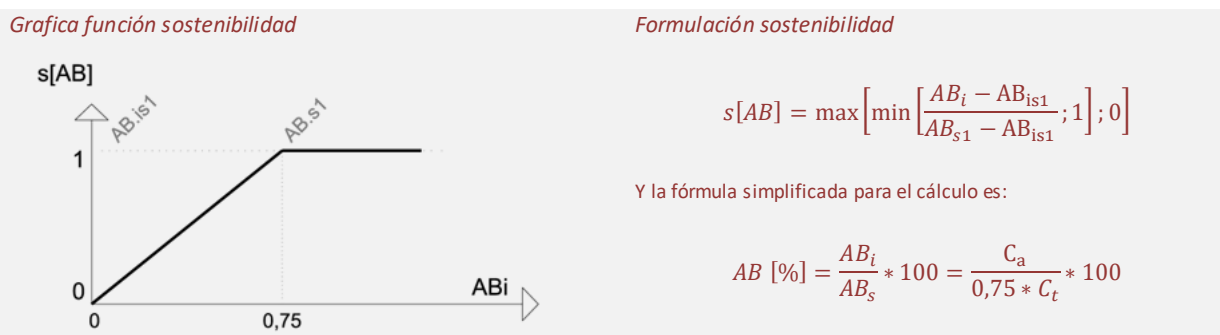 Grafica función sostenibilidad
s[AB]
AB.is1
AB.s1
1
0
ABi
0
0,75
Formulación sostenibilidad
s[AB] = max[min[(AB_i − AB_is1)/(AB_s1 − AB_is1) ; 1] ; 0]
Y la fórmula simplificada para el cálculo es:
AB [%] = AB_i/AB_s * 100 = C_a/(0,75 * C_t) * 100